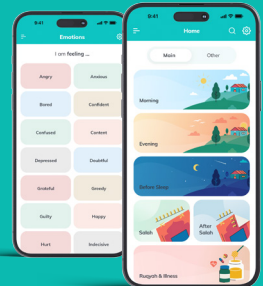 9:41
Emotions
I am feeling ...
Angry
Anxious
Bored
Confident
Confused
Content
Depressed
Doubtful
Grateful
Greedy
Guilty
Happy
Hurt
Indecisive
9:41
Home
Main
Other
Morning
Evening
Before Sleep
Salah
After
Salah
Ruqyah & Illness